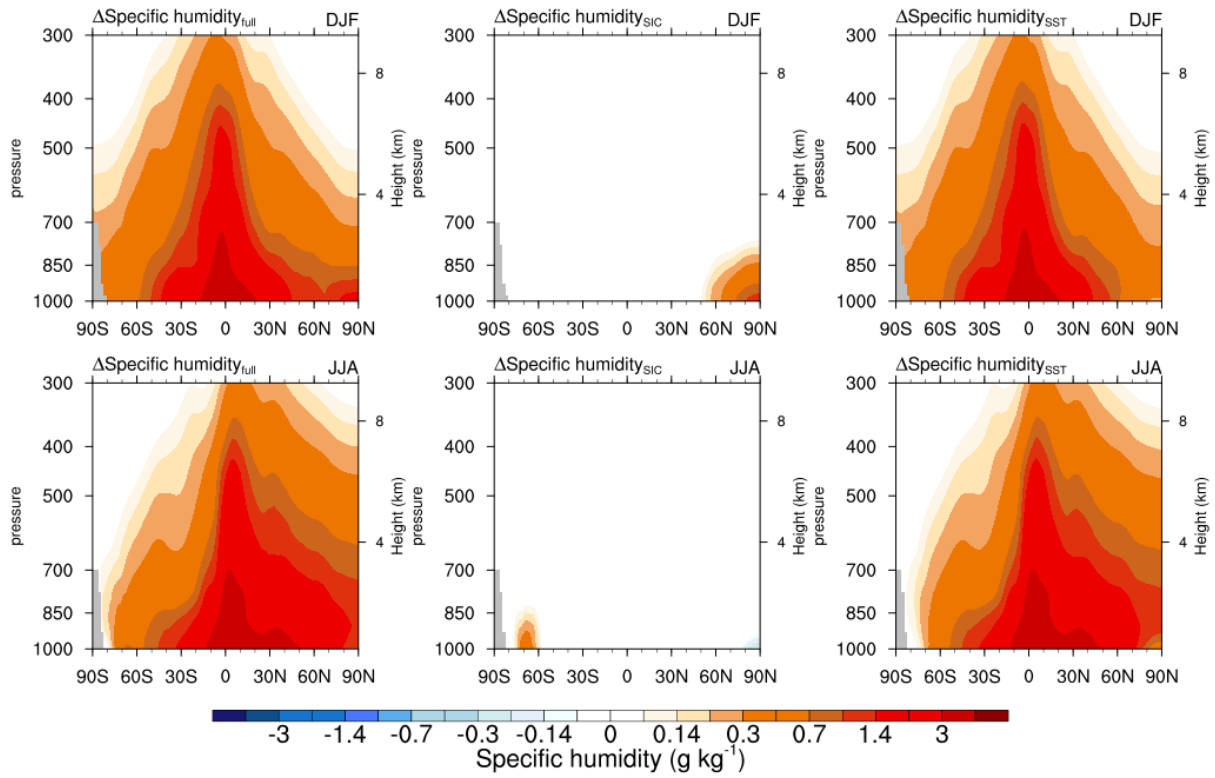 ΔSpecific humidity_full DJF ΔSpecific humidity_SIC DJF ΔSpecific humidity_SST DJF
300 300 300
8 8 8
400 400 400
500 500 500
4 4 4
700 700 700
850 850 850
1000 1000 1000
pressure Height (km) pressure Height (km) pressure Height (km)
90S 60S 30S 0 30N 60N 90N 90S 60S 30S 0 30N 60N 90N 90S 60S 30S 0 30N 60N 90N
ΔSpecific humidity_full JJA ΔSpecific humidity_SIC JJA ΔSpecific humidity_SST JJA
300 300 300
8 8 8
400 400 400
500 500 500
4 4 4
700 700 700
850 850 850
1000 1000 1000
pressure Height (km) pressure Height (km) pressure Height (km)
90S 60S 30S 0 30N 60N 90N 90S 60S 30S 0 30N 60N 90N 90S 60S 30S 0 30N 60N 90N
-3 -1.4 -0.7 -0.3 -0.14 0 0.14 0.3 0.7 1.4 3
Specific humidity (g kg⁻¹)